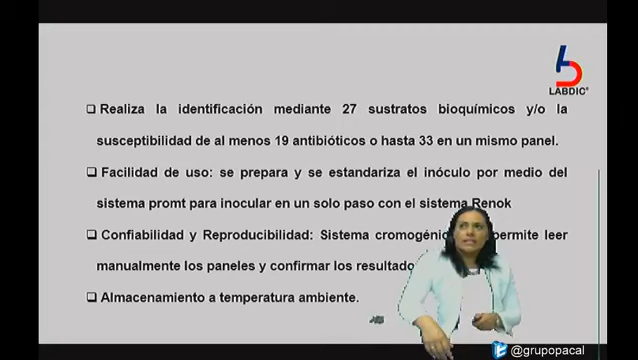 LABDIC®
❑ Realiza la identificación mediante 27 sustratos bioquímicos y/o la
susceptibilidad de al menos 19 antibióticos o hasta 33 en un mismo panel.
❑ Facilidad de uso: se prepara y se estandariza el inóculo por medio del
sistema promt para inocular en un solo paso con el sistema Renok
❑ Confiabilidad y Reproducibilidad: Sistema permite leer
manualmente los paneles y confirmar los
❑ Almacenamiento a temperatura ambiente.
@grupopacal